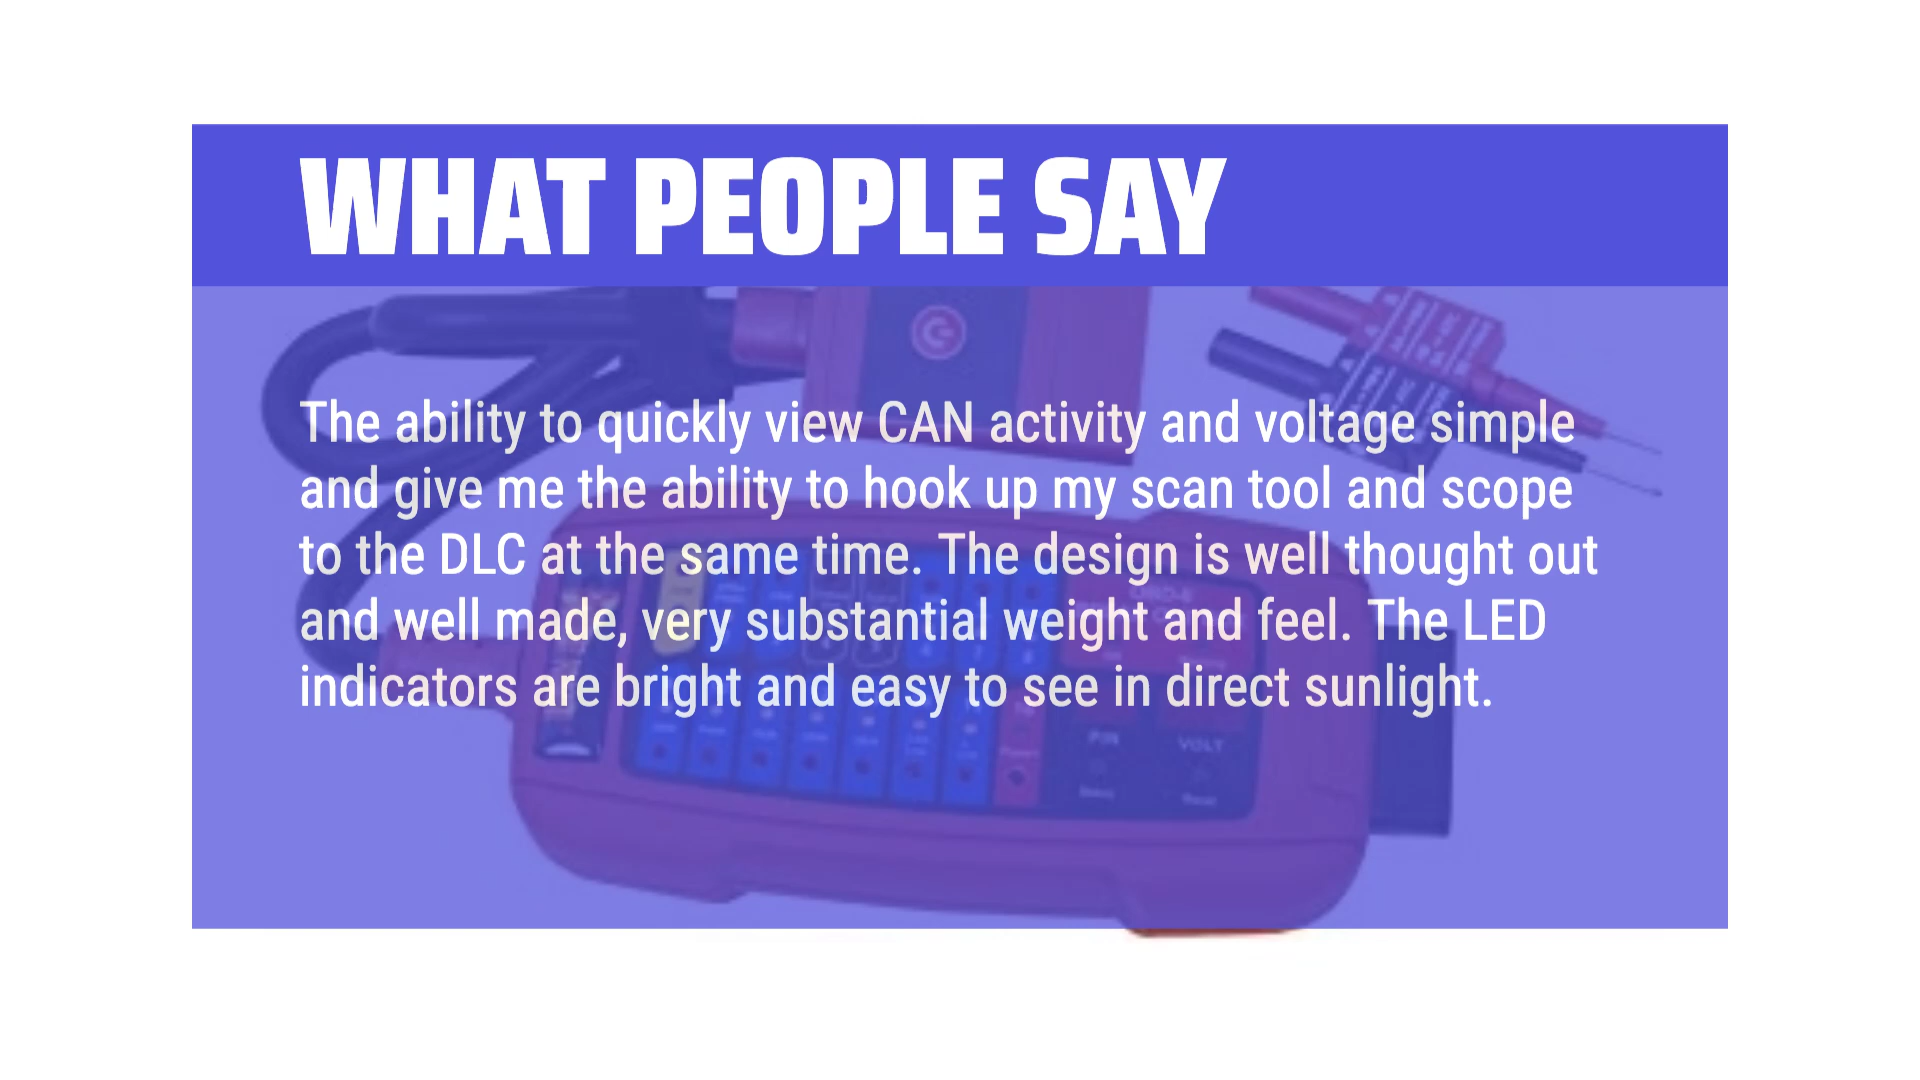 WHAT PEOPLE SAY
The ability to quickly view CAN activity and voltage simple
and give me the ability to hook up my scan tool and scope
to the DLC at the same time. The design is well thought out
and well made, very substantial weight and feel. The LED
indicators are bright and easy to see in direct sunlight.
PIN
VOLT